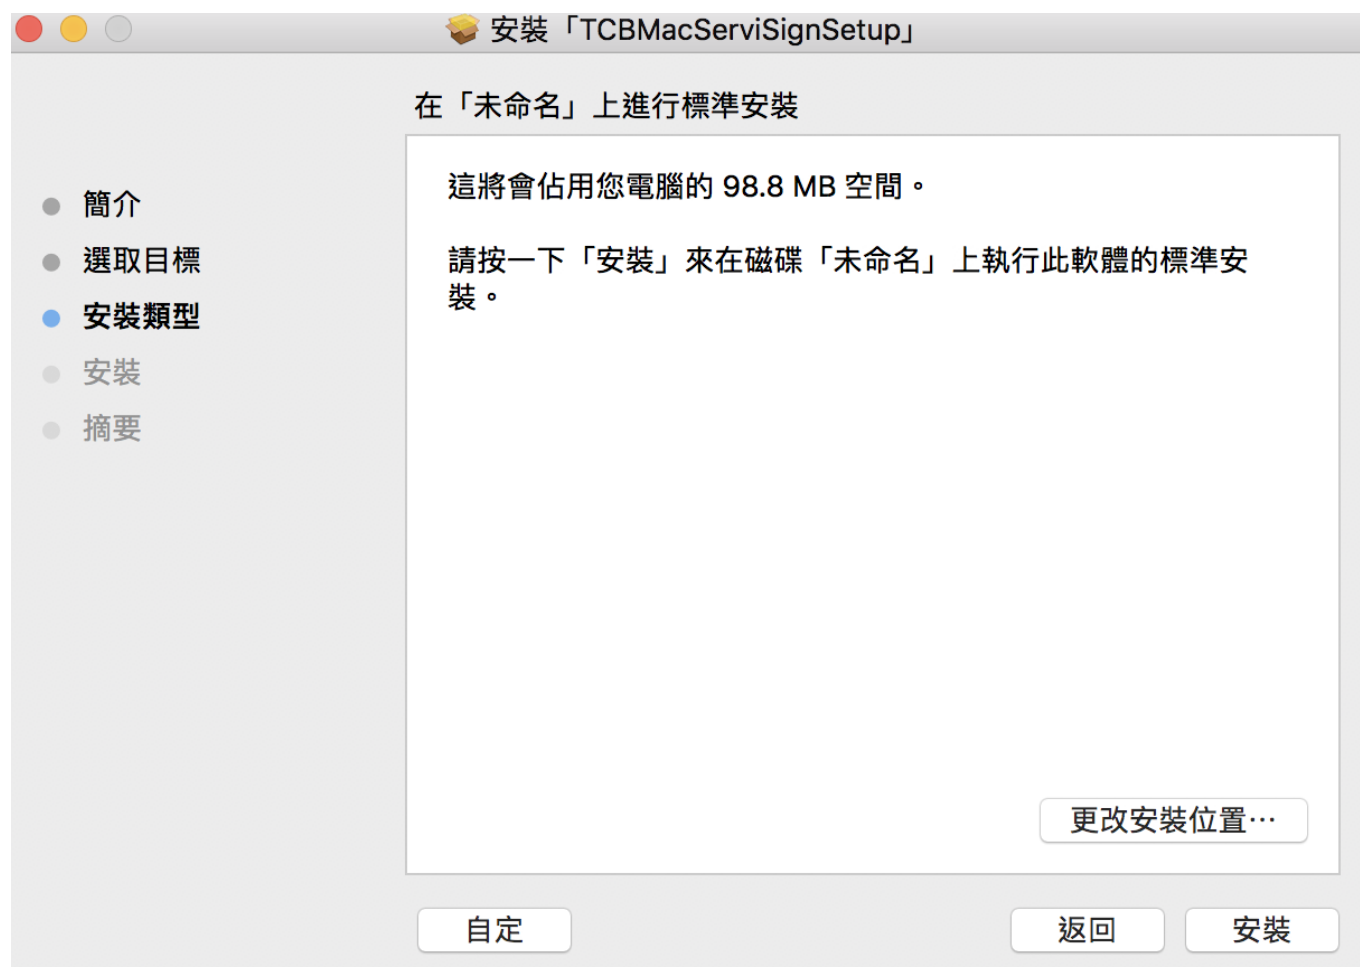 安裝「TCBMacServiSignSetup」
在「未命名」上進行標準安裝
簡介
選取目標
安裝類型
安裝
摘要
這將會佔用您電腦的 98.8 MB 空間。
請按一下「安裝」來在磁碟「未命名」上執行此軟體的標準安
裝。
更改安裝位置⋯
自定
返回
安裝